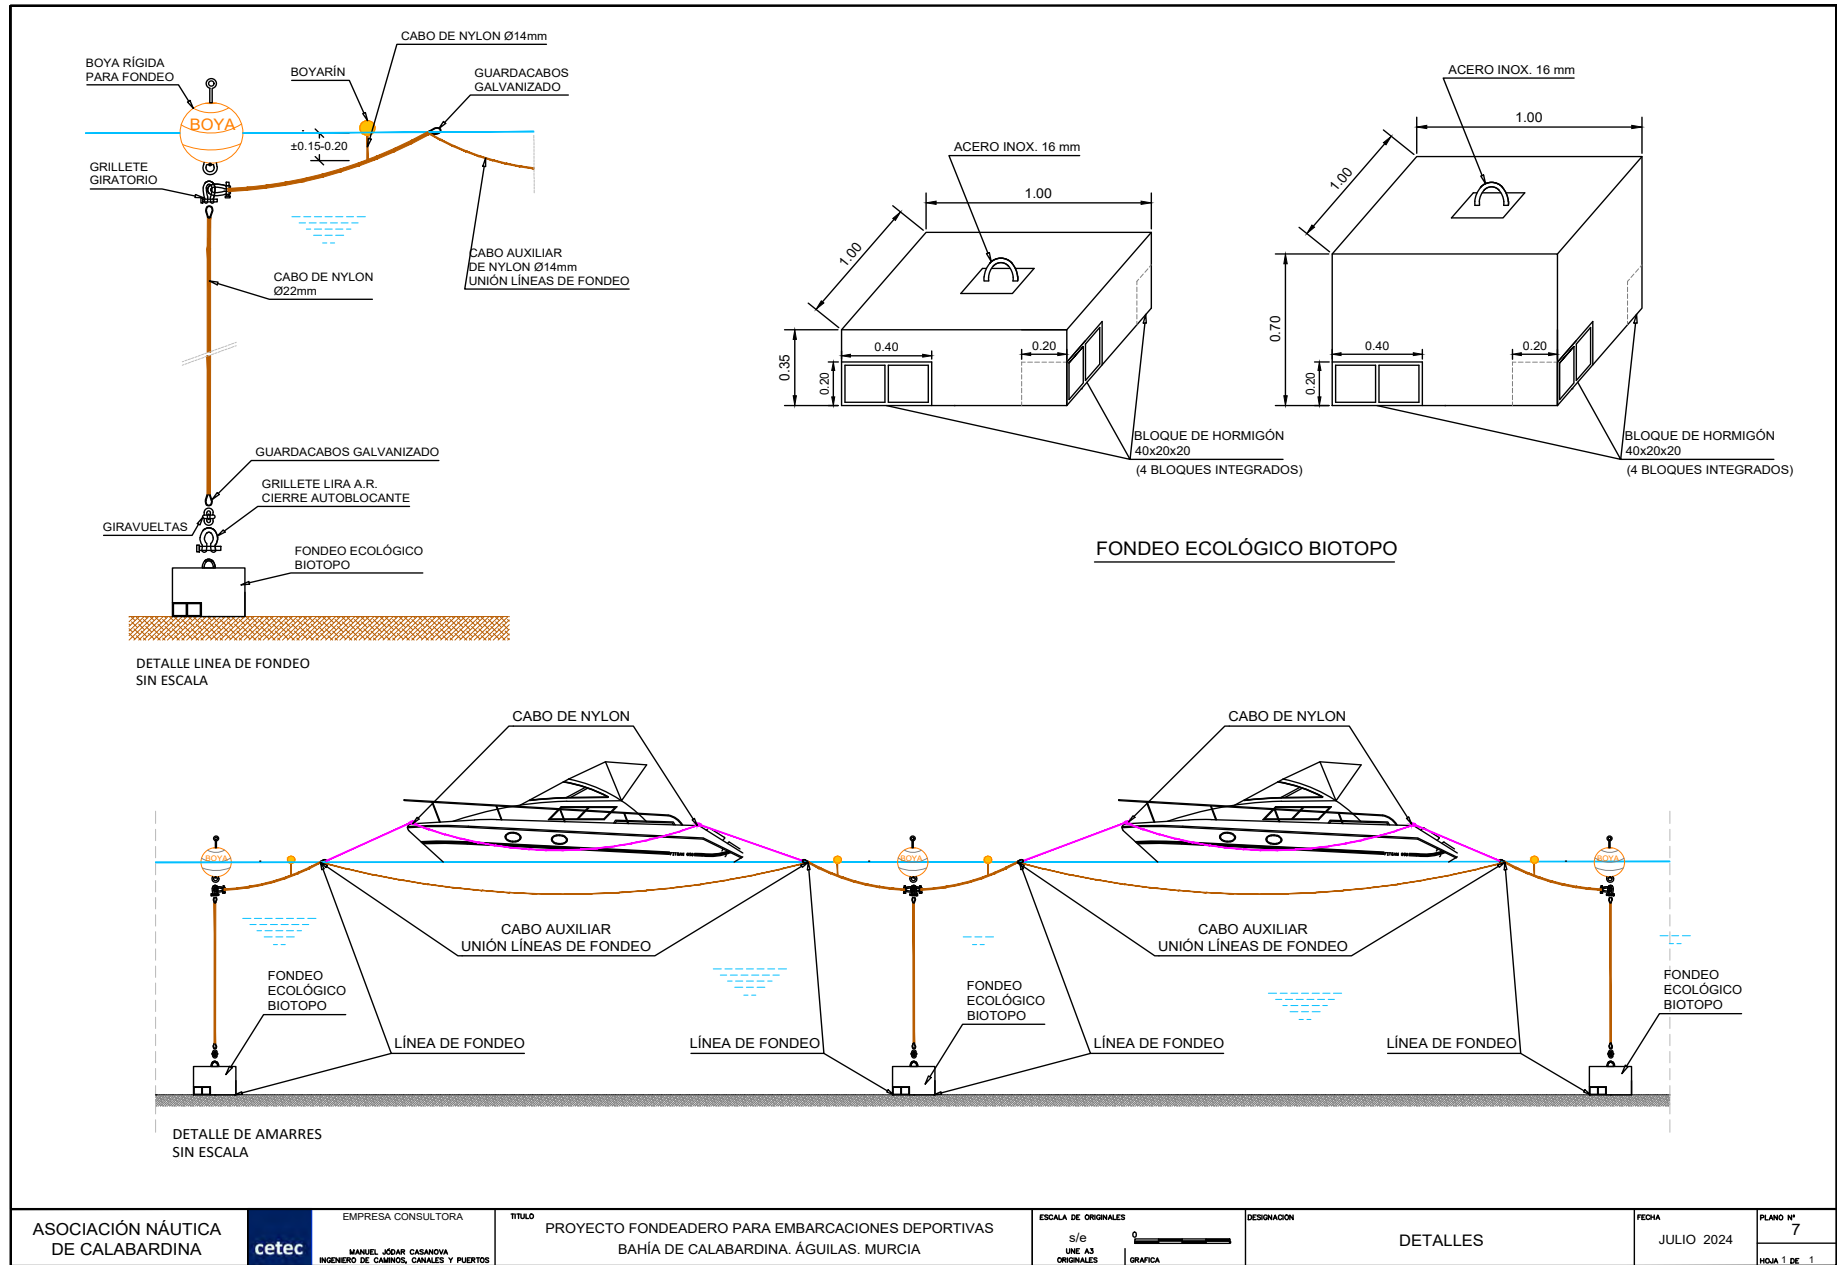 CABO DE NYLON Ø14mm
BOYA RÍGIDA
PARA FONDEO
BOYARÍN
GUARDACABOS
GALVANIZADO
BOYA
±0.15-0.20
GRILLETE
GIRATORIO
CABO AUXILIAR
DE NYLON Ø14mm
UNIÓN LÍNEAS DE FONDEO
CABO DE NYLON
Ø22mm
GUARDACABOS GALVANIZADO
GRILLETE LIRA A.R.
CIERRE AUTOBLOCANTE
GIRAVUELTAS
FONDEO ECOLÓGICO
BIOTOPO
DETALLE LINEA DE FONDEO
SIN ESCALA
ACERO INOX. 16 mm
1.00
1.00
0.35
0.20
0.40
0.20
BLOQUE DE HORMIGÓN
40x20x20
(4 BLOQUES INTEGRADOS)
ACERO INOX. 16 mm
1.00
1.00
0.70
0.20
0.40
0.20
BLOQUE DE HORMIGÓN
40x20x20
(4 BLOQUES INTEGRADOS)
FONDEO ECOLÓGICO BIOTOPO
CABO DE NYLON
CABO DE NYLON
BOYA
BOYA
BOYA
CABO AUXILIAR
UNIÓN LÍNEAS DE FONDEO
CABO AUXILIAR
UNIÓN LÍNEAS DE FONDEO
FONDEO
ECOLÓGICO
BIOTOPO
FONDEO
ECOLÓGICO
BIOTOPO
FONDEO
ECOLÓGICO
BIOTOPO
LÍNEA DE FONDEO
LÍNEA DE FONDEO
LÍNEA DE FONDEO
LÍNEA DE FONDEO
DETALLE DE AMARRES
SIN ESCALA
ASOCIACIÓN NÁUTICA
DE CALABARDINA
cetec
EMPRESA CONSULTORA
MANUEL JÓDAR CASANOVA
INGENIERO DE CAMINOS, CANALES Y PUERTOS
TITULO
PROYECTO FONDEADERO PARA EMBARCACIONES DEPORTIVAS
BAHÍA DE CALABARDINA. ÁGUILAS. MURCIA
ESCALA DE ORIGINALES
s/e
UNE A3
ORIGINALES
0
GRAFICA
DESIGNACION
DETALLES
FECHA
JULIO 2024
PLANO Nº
7
HOJA 1 DE 1